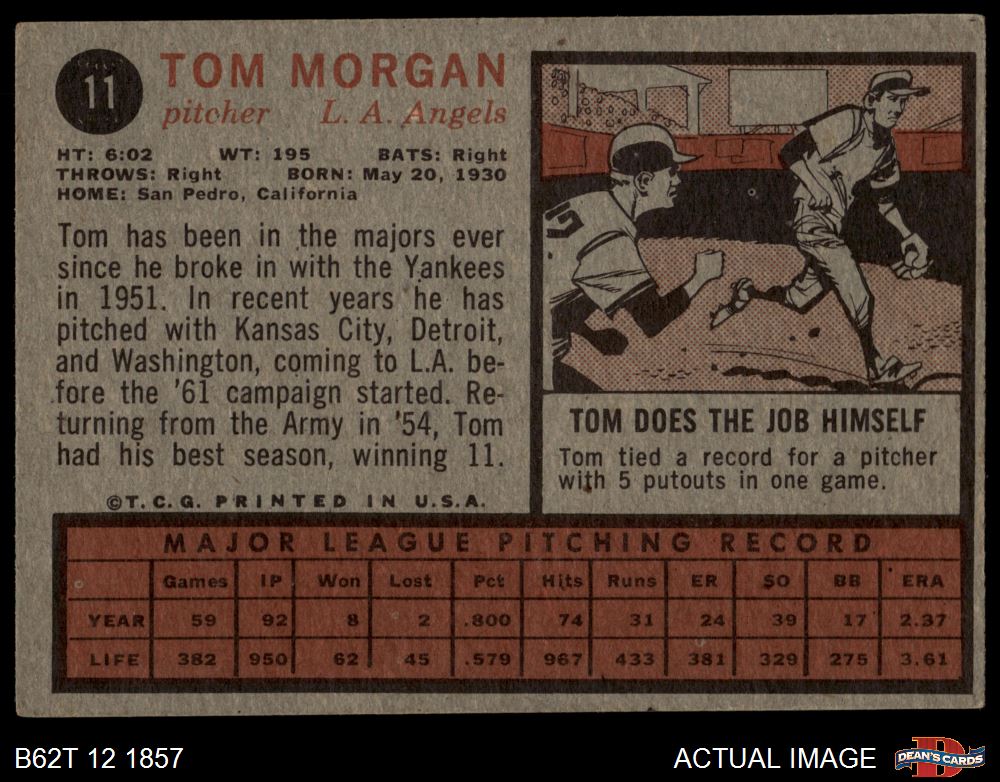 11
TOM MORGAN
pitcher L. A. Angels
HT: 6:02 WT: 195 BATS: Right
THROWS: Right BORN: May 20, 1930
HOME: San Pedro, California
Tom has been in the majors ever
since he broke in with the Yankees
in 1951. In recent years he has
pitched with Kansas City, Detroit,
and Washington, coming to L.A. be-
fore the '61 campaign started. Re-
turning from the Army in '54, Tom
had his best season, winning 11.
©T.C.G. PRINTED IN U.S.A.
5
TOM DOES THE JOB HIMSELF
Tom tied a record for a pitcher
with 5 putouts in one game.
MAJOR LEAGUE PITCHING RECORD
Games IP Won Lost Pct Hits Runs ER SO BB ERA
YEAR 59 92 8 2 .800 74 31 24 39 17 2.37
LIFE 382 950 62 45 .579 967 433 381 329 275 3.61
B62T 12 1857
ACTUAL IMAGE
D
DEAN'S CARDS